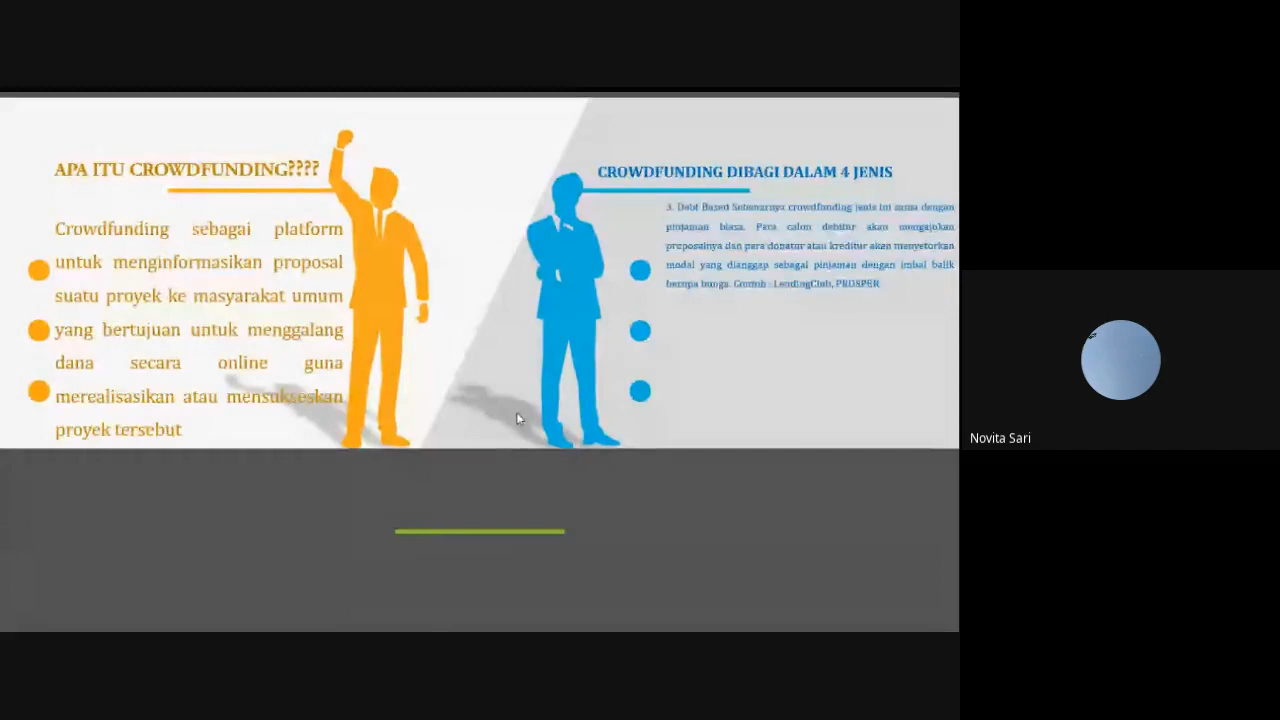 APA ITU CROWDFUNDING????
Crowdfunding sebagai platform
untuk menginformasikan proposal
suatu proyek ke masyarakat umum
yang bertujuan untuk menggalang
dana secara online guna
merealisasikan atau mensukseskan
proyek tersebut
CROWDFUNDING DIBAGI DALAM 4 JENIS
3. Debt Based Sebenarnya crowdfunding jenis ini sama dengan
pinjaman biasa. Para calon debitur akan mengajukan
proposalnya dan para donatur atau kreditur akan menyetorkan
modal yang dianggap sebagai pinjaman dengan imbal balik
berupa bunga. Contoh : LendingClub, PROSPER
Novita Sari